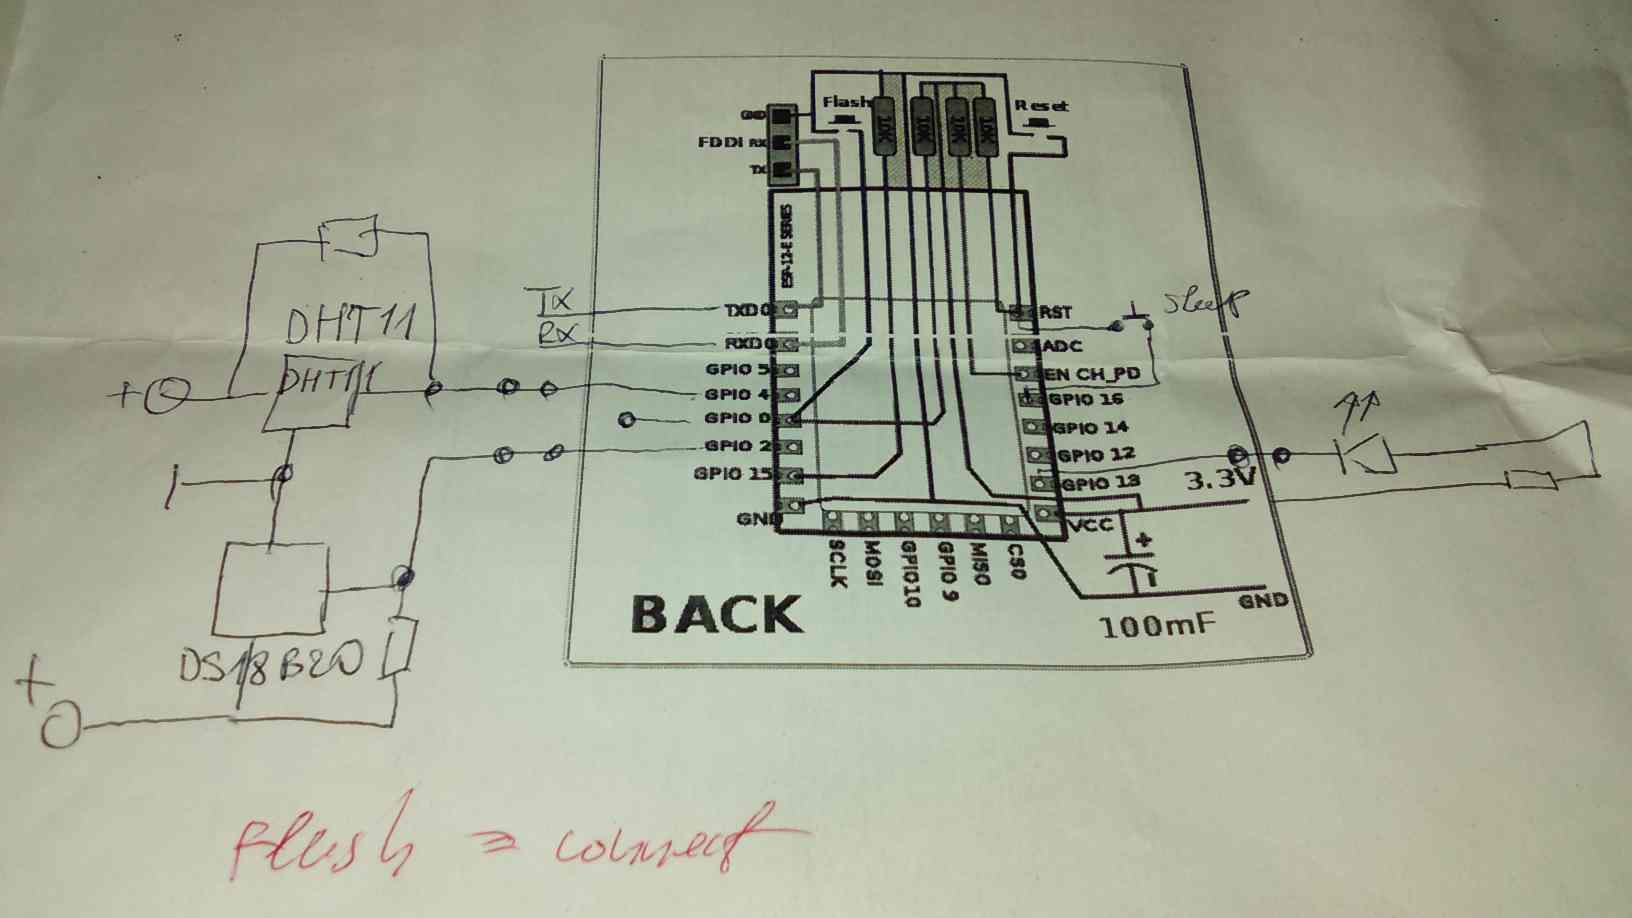 GND
Flash
10K
10K
10K
10K
Reset
FDDI RX
TX
ESP-12-E SERIES
DHT11
DHT11
+
TX
RX
TXD0
RXD0
GPIO 5
GPIO 4
GPIO 0
GPIO 2
GPIO 15
GND
RST
Sleep
ADC
EN CH_PD
GPIO 16
GPIO 14
GPIO 12
GPIO 13
3.3V
VCC
SCLK
MOSI
GPIO10
GPIO 9
MISO
CS0
+
-
GND
100mF
BACK
DS18B20
+
Flash = connect